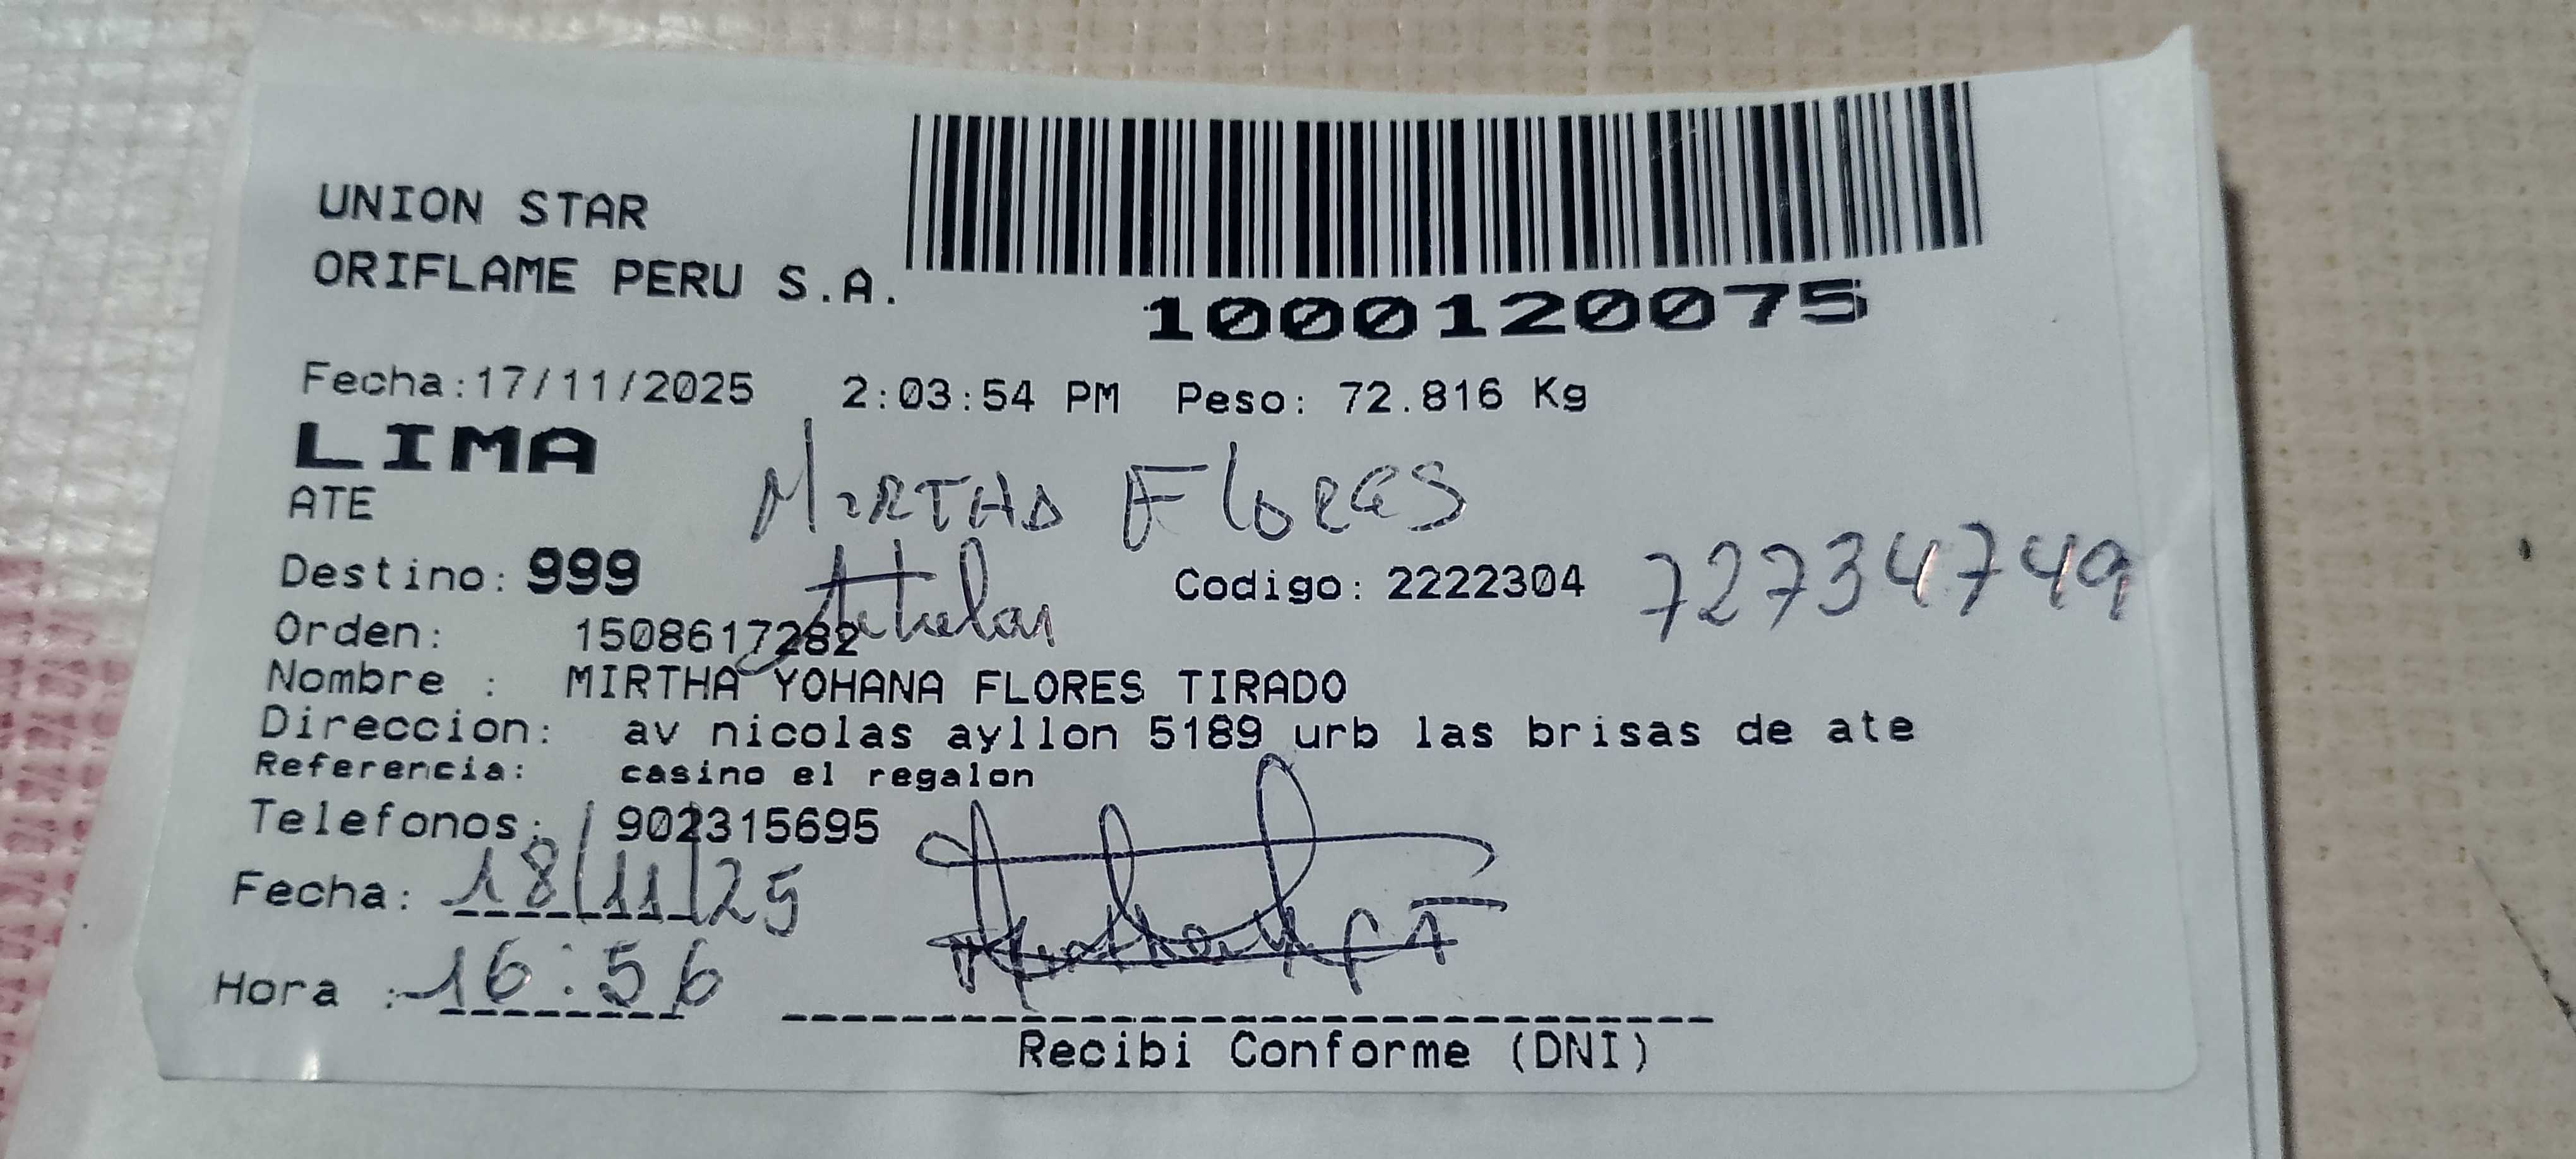 UNION STAR
ORIFLAME PERU S.A.
1000120075
Fecha:17/11/2025 2:03:54 PM Peso: 72.816 Kg
LIMA
ATE
MIRTHA FLORES
Destino: 999 titular Codigo: 2222304 72734749
Orden: 1508617282
Nombre : MIRTHA YOHANA FLORES TIRADO
Direccion: av nicolas ayllon 5189 urb las brisas de ate
Referencia: casino el regalon
Telefonos: 902315695
Fecha: 18/11/25
Hora : 16:56
Recibi Conforme (DNI)